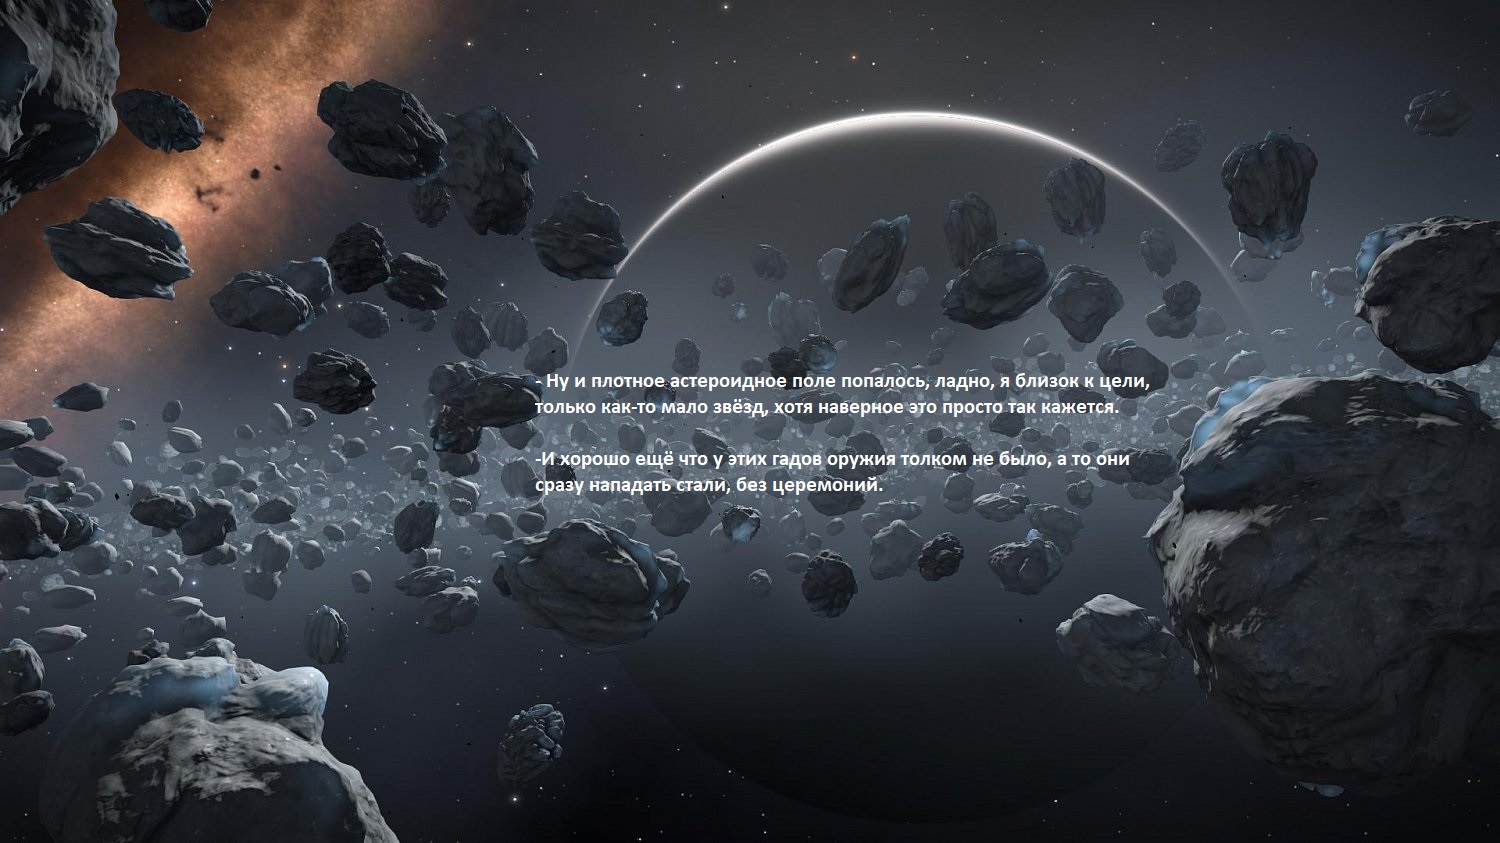 - Ну и плотное астероидное поле попалось, ладно, я близок к цели,
только как-то мало звёзд, хотя наверное это просто так кажется.
-И хорошо ещё что у этих гадов оружия толком не было, а то они
сразу нападать стали, без церемоний.